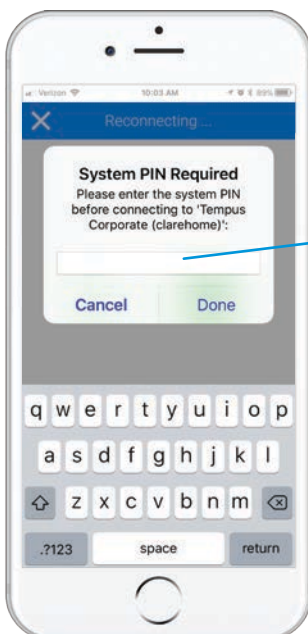 Verizon 10:03 AM 89%
Reconnecting ...
System PIN Required
Please enter the system PIN
before connecting to 'Tempus
Corporate (clarehome)':
Cancel Done
q w e r t y u i o p
a s d f g h j k l
z x c v b n m
.?123 space return